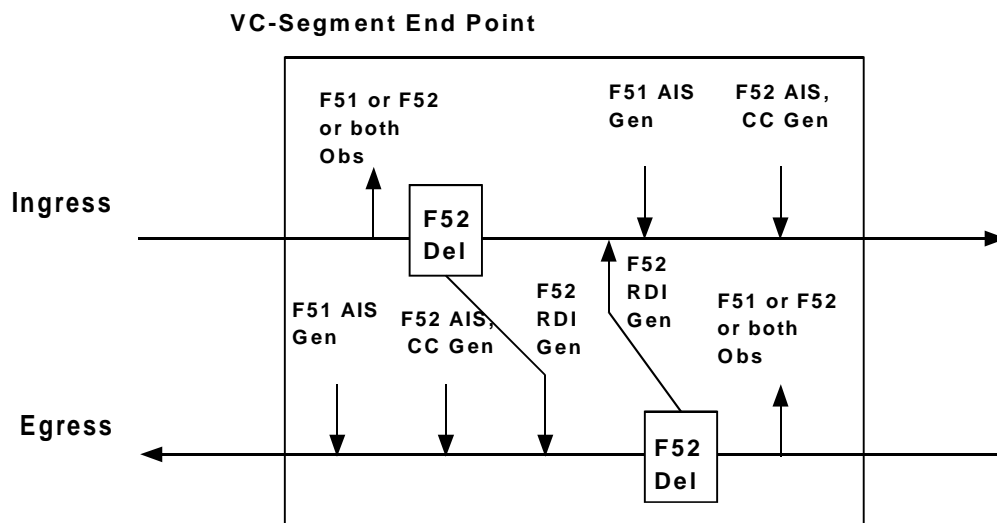 VC-Segment End Point
F51 or F52
or both
Obs
F51 AIS
Gen
F52 AIS,
CC Gen
Ingress
F52
Del
F52
RDI
Gen
F51 AIS
Gen
F52 AIS,
CC Gen
F52
RDI
Gen
F51 or F52
or both
Obs
Egress
F52
Del